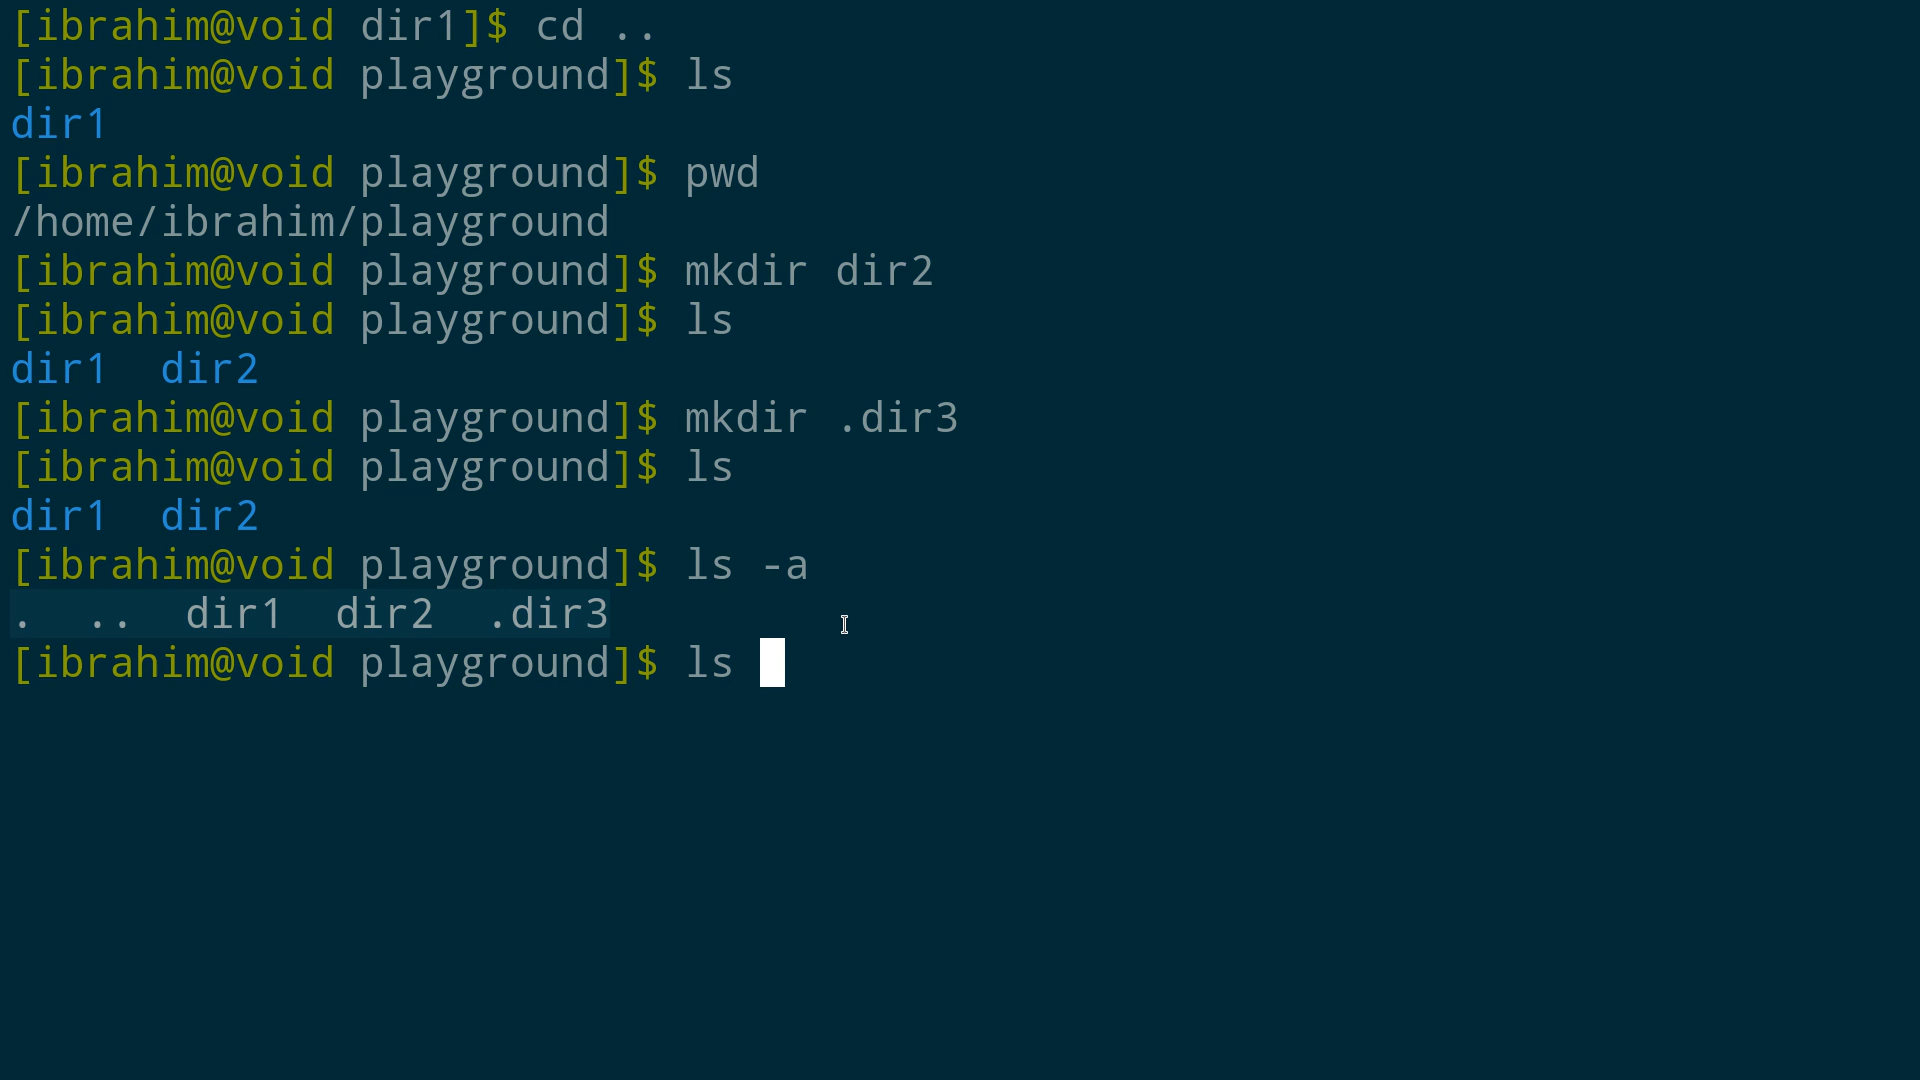 [ibrahim@void dir1]$ cd ..
[ibrahim@void playground]$ ls
dir1
[ibrahim@void playground]$ pwd
/home/ibrahim/playground
[ibrahim@void playground]$ mkdir dir2
[ibrahim@void playground]$ ls
dir1  dir2
[ibrahim@void playground]$ mkdir .dir3
[ibrahim@void playground]$ ls
dir1  dir2
[ibrahim@void playground]$ ls -a
.  ..  dir1  dir2  .dir3
[ibrahim@void playground]$ ls